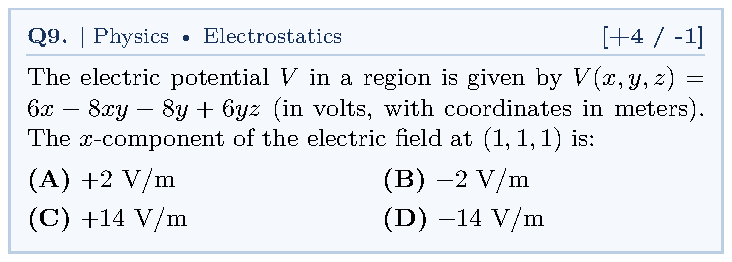 Q9. | Physics • Electrostatics [+4 / -1]
The electric potential V in a region is given by V(x, y, z) =
6x − 8xy − 8y + 6yz (in volts, with coordinates in meters).
The x-component of the electric field at (1, 1, 1) is:
(A) +2 V/m (B) −2 V/m
(C) +14 V/m (D) −14 V/m